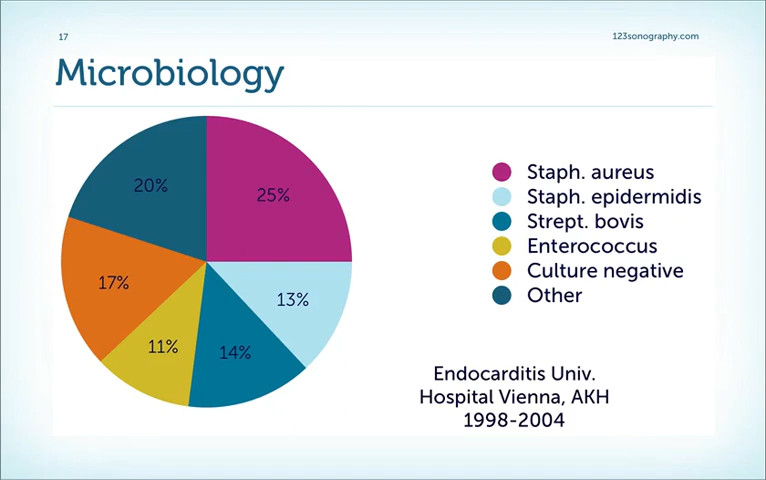 17
123sonography.com
Microbiology
20%
25%
17%
13%
11%
14%
Staph. aureus
Staph. epidermidis
Strept. bovis
Enterococcus
Culture negative
Other
Endocarditis Univ.
Hospital Vienna, AKH
1998-2004